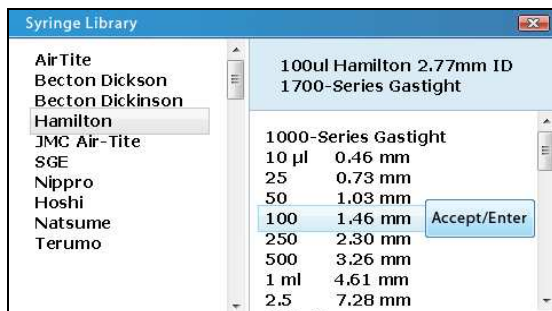 Syringe Library
AirTite
Becton Dickson
Becton Dickinson
Hamilton
JMC Air-Tite
SGE
Nippro
Hoshi
Natsume
Terumo
100ul Hamilton 2.77mm ID
1700-Series Gastight
1000-Series Gastight
10 µl 0.46 mm
25 0.73 mm
50 1.03 mm
100 1.46 mm Accept/Enter
250 2.30 mm
500 3.26 mm
1 ml 4.61 mm
2.5 7.28 mm